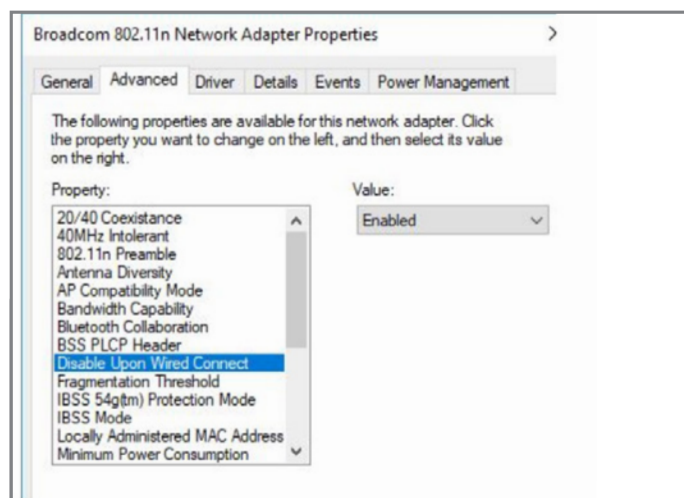 Broadcom 802.11n Network Adapter Properties
General Advanced Driver Details Events Power Management
The following properties are available for this network adapter. Click
the property you want to change on the left, and then select its value
on the right.
Property:
Value:
20/40 Coexistance
Enabled
40MHz Intolerant
802.11n Preamble
Antenna Diversity
AP Compatibility Mode
Bandwidth Capability
Bluetooth Collaboration
BSS PLCP Header
Disable Upon Wired Connect
Fragmentation Threshold
IBSS 54g(tm) Protection Mode
IBSS Mode
Locally Administered MAC Address
Minimum Power Consumption